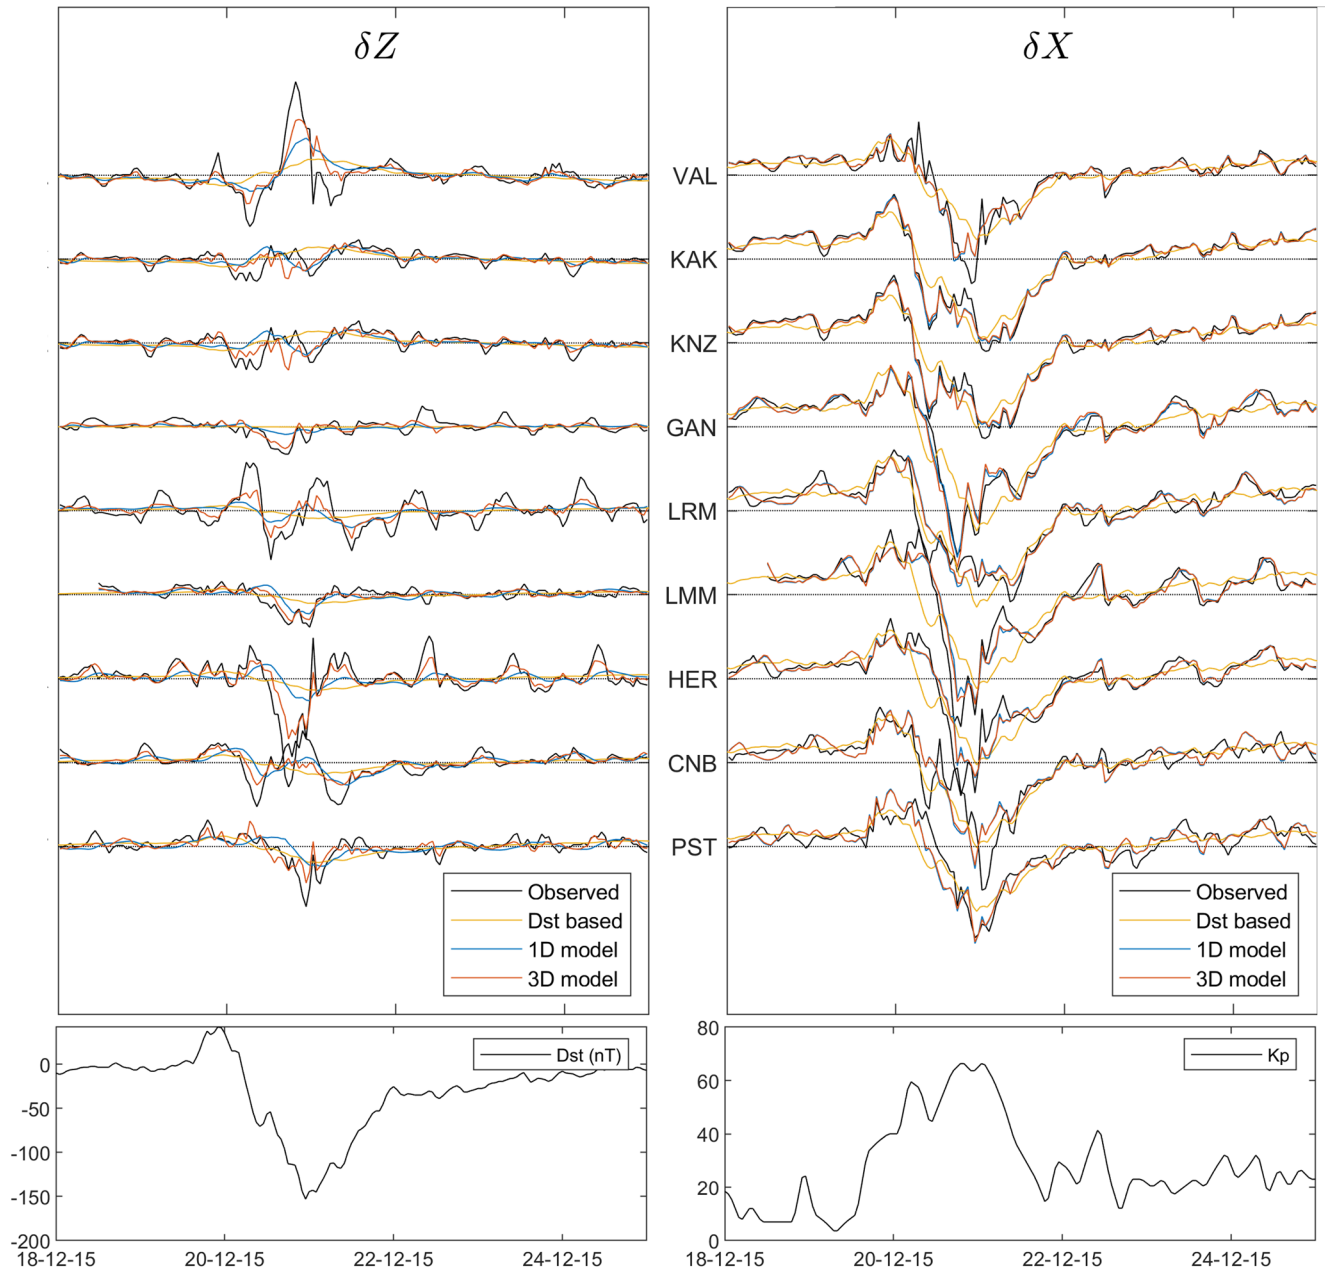 δZ
δX
VAL
KAK
KNZ
GAN
LRM
LMM
HER
CNB
PST
Observed
Dst based
1D model
3D model
Observed
Dst based
1D model
3D model
Dst (nT)
0
-50
-100
-150
-200
18-12-15
20-12-15
22-12-15
24-12-15
Kp
80
60
40
20
0
18-12-15
20-12-15
22-12-15
24-12-15